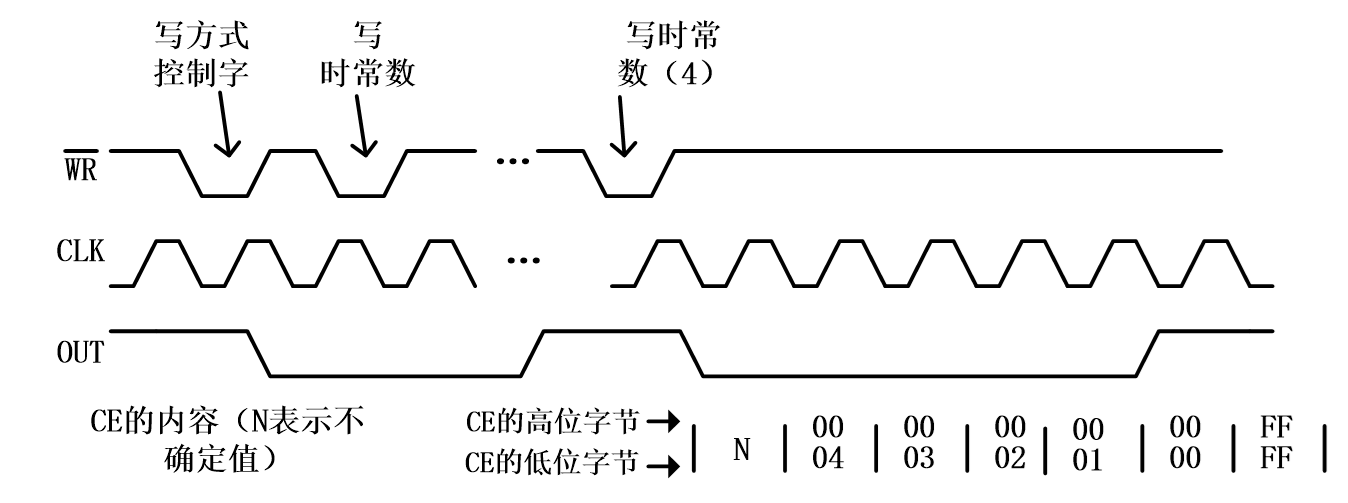 写方式
控制字
写
时常数
写时常
数（4）
WR
CLK
...
...
OUT
CE的内容（N表示不
确定值）
CE的高位字节
CE的低位字节
N
00
04
00
03
00
02
00
01
00
00
FF
FF